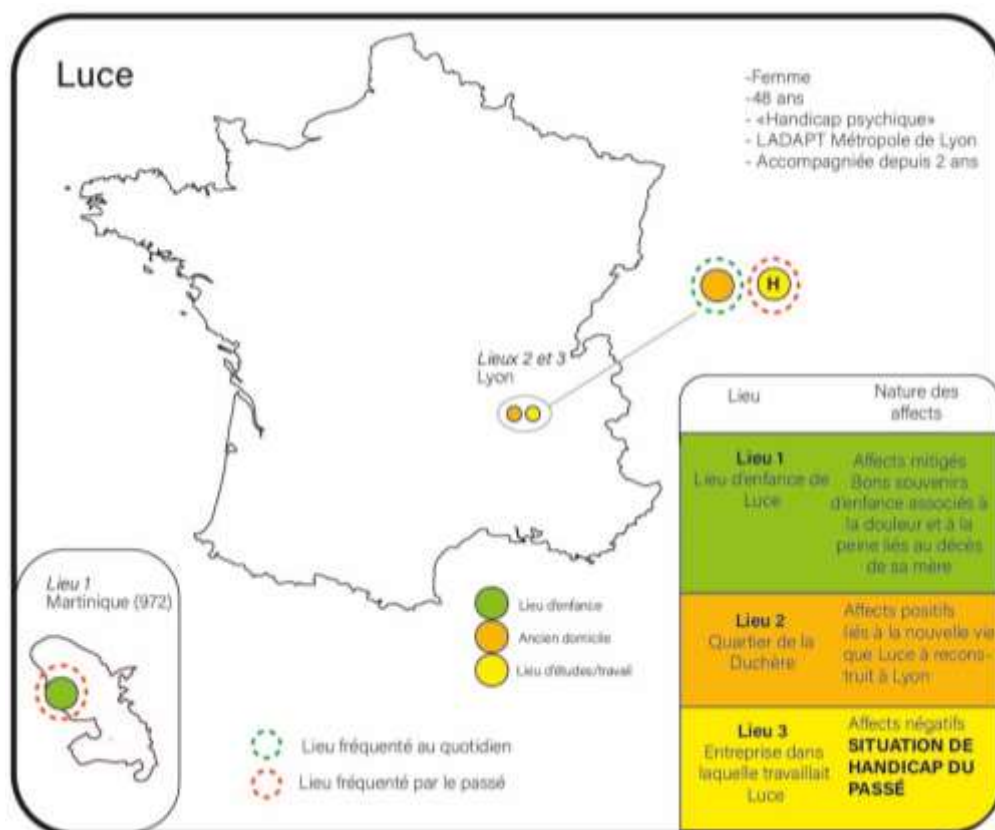 Luce
-Femme
-48 ans
- «Handicap psychique»
- LADAPT Métropole de Lyon
- Accompagniée depuis 2 ans
H
Lieux 2 et 3
Lyon
Lieu
Nature des
affects
Lieu 1
Lieu d'enfance de
Luce
Affects mitigés
Bons souvenirs
d'enfance associés à
la douleur et à la
peine liés au décès
de sa mère
Lieu 2
Quartier de la
Duchère
Affects positifs
liés à la nouvelle vie
que Luce à recons-
truit à Lyon
Lieu 3
Entreprise dans
laquelle travaillait
Luce
Affects négatifs
SITUATION DE
HANDICAP DU
PASSÉ
Lieu 1
Martinique (972)
Lieu d'enfance
Ancien domicile
Lieu d'études/travail
Lieu fréquenté au quotidien
Lieu fréquenté par le passé